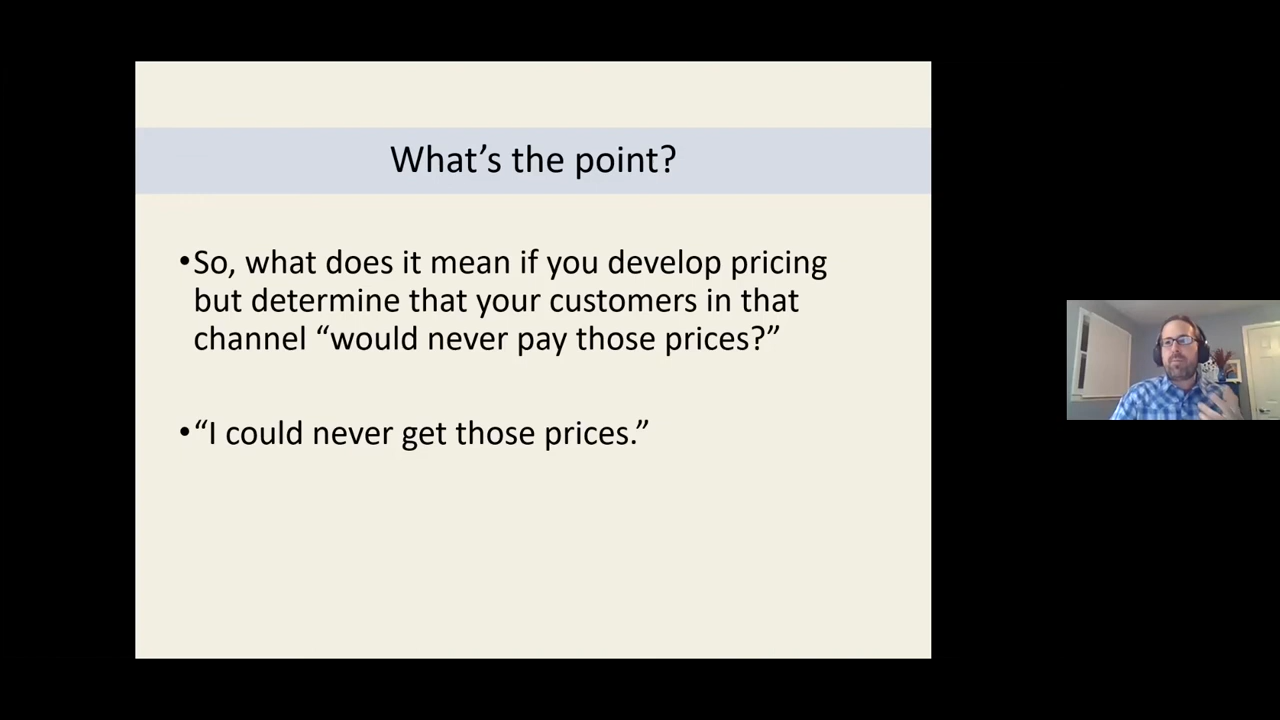 What’s the point?
•So, what does it mean if you develop pricing
but determine that your customers in that
channel “would never pay those prices?”
•“I could never get those prices.”